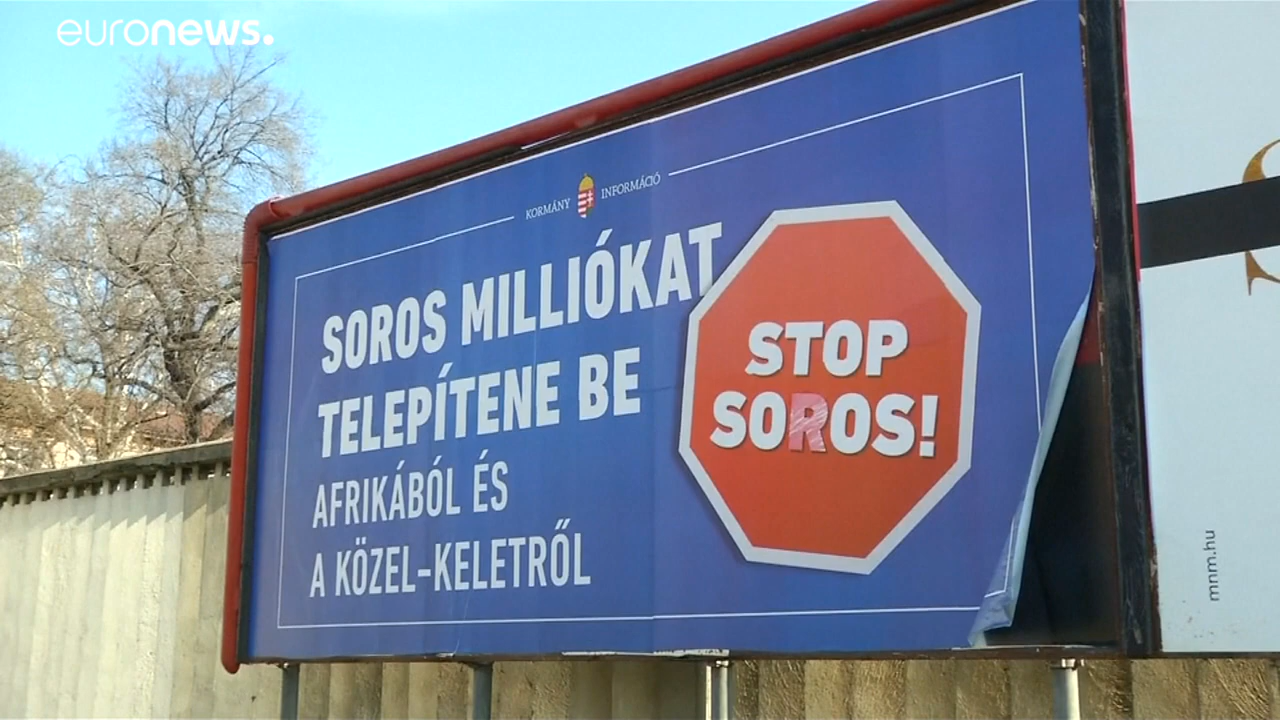 euronews.
KORMÁNY INFORMÁCIÓ
SOROS MILLIÓKAT
TELEPÍTENE BE
AFRIKÁBÓL ÉS
A KÖZEL-KELETRŐL
STOP
SOROS!
mnm.hu